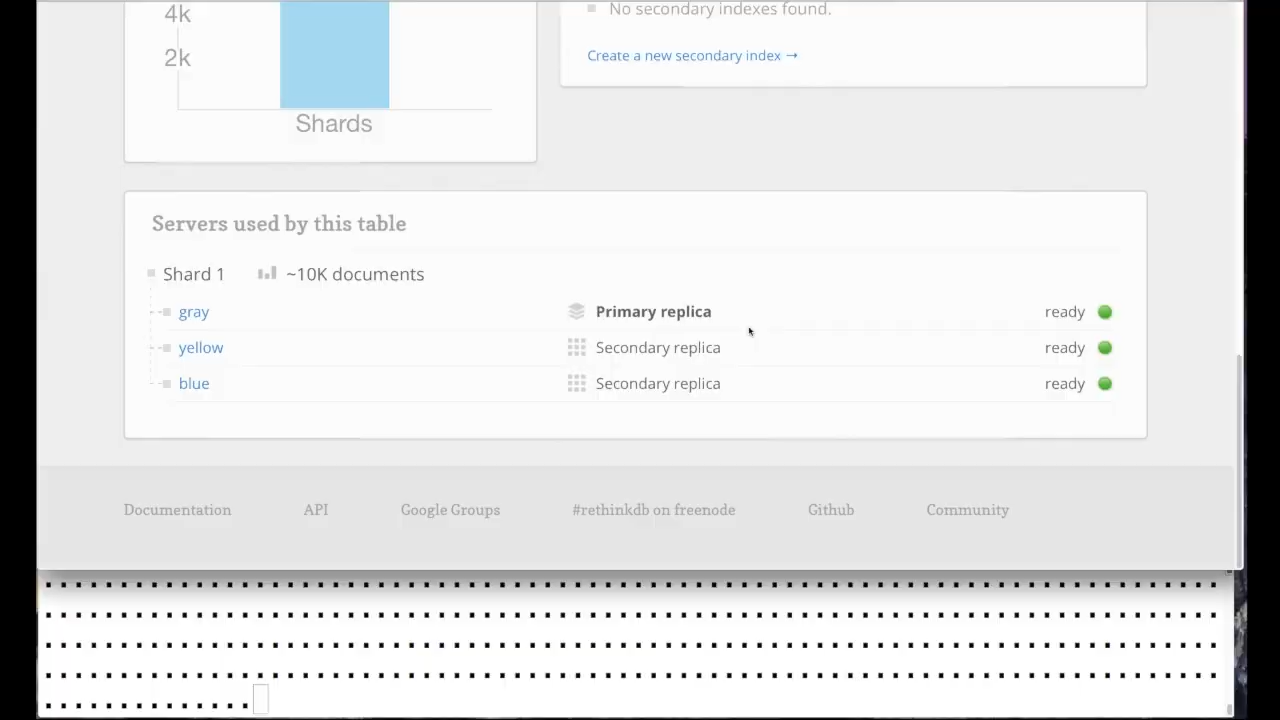 4k
2k
Shards
No secondary indexes found.
Create a new secondary index →
Servers used by this table
Shard 1 ~10K documents
gray Primary replica ready
yellow Secondary replica ready
blue Secondary replica ready
Documentation API Google Groups #rethinkdb on freenode Github Community